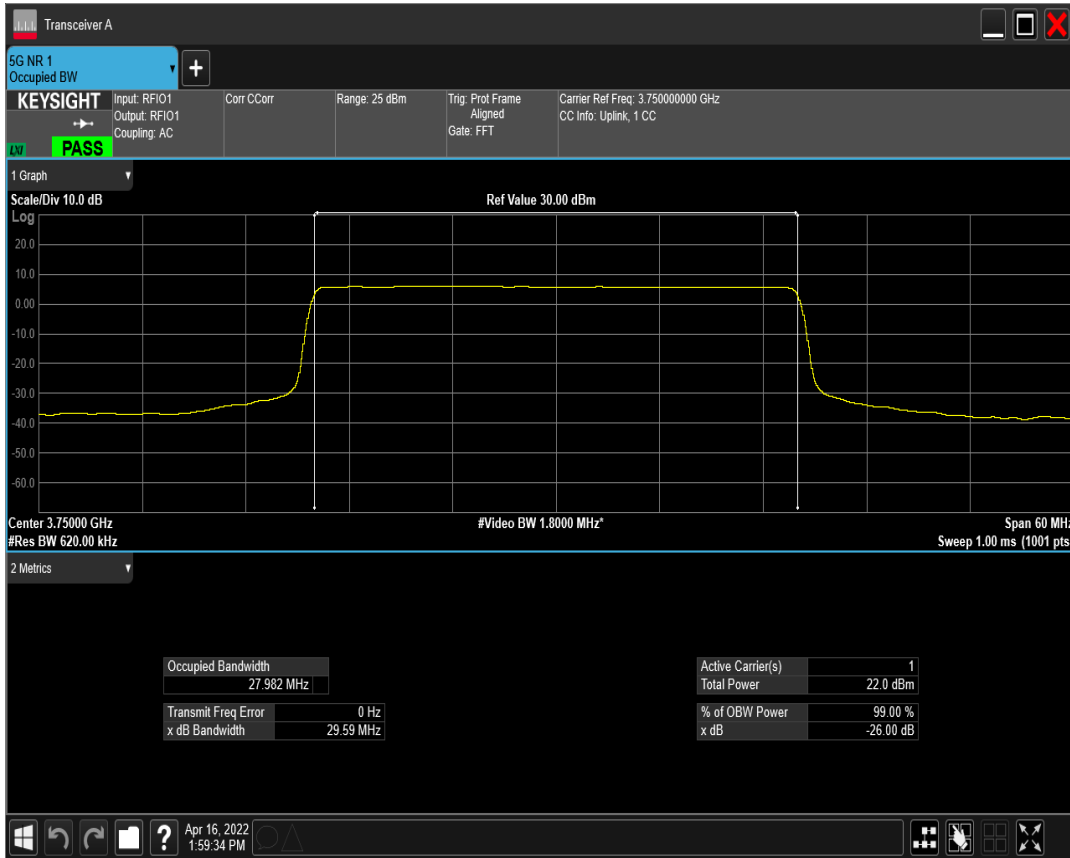 Transceiver A
5G NR 1
Occupied BW
KEYSIGHT
LXI
PASS
Input: RFIO1
Output: RFIO1
Coupling: AC
Corr CCorr
Range: 25 dBm
Trig: Prot Frame
Aligned
Gate: FFT
Carrier Ref Freq: 3.750000000 GHz
CC Info: Uplink, 1 CC
1 Graph
Scale/Div 10.0 dB
Ref Value 30.00 dBm
Log
20.0
10.0
0.00
-10.0
-20.0
-30.0
-40.0
-50.0
-60.0
Center 3.75000 GHz
#Video BW 1.8000 MHz*
Span 60 MHz
#Res BW 620.00 kHz
Sweep 1.00 ms (1001 pts
2 Metrics
Occupied Bandwidth
27.982 MHz
Transmit Freq Error 0 Hz
x dB Bandwidth 29.59 MHz
Active Carrier(s) 1
Total Power 22.0 dBm
% of OBW Power 99.00 %
x dB -26.00 dB
?
Apr 16, 2022
1:59:34 PM